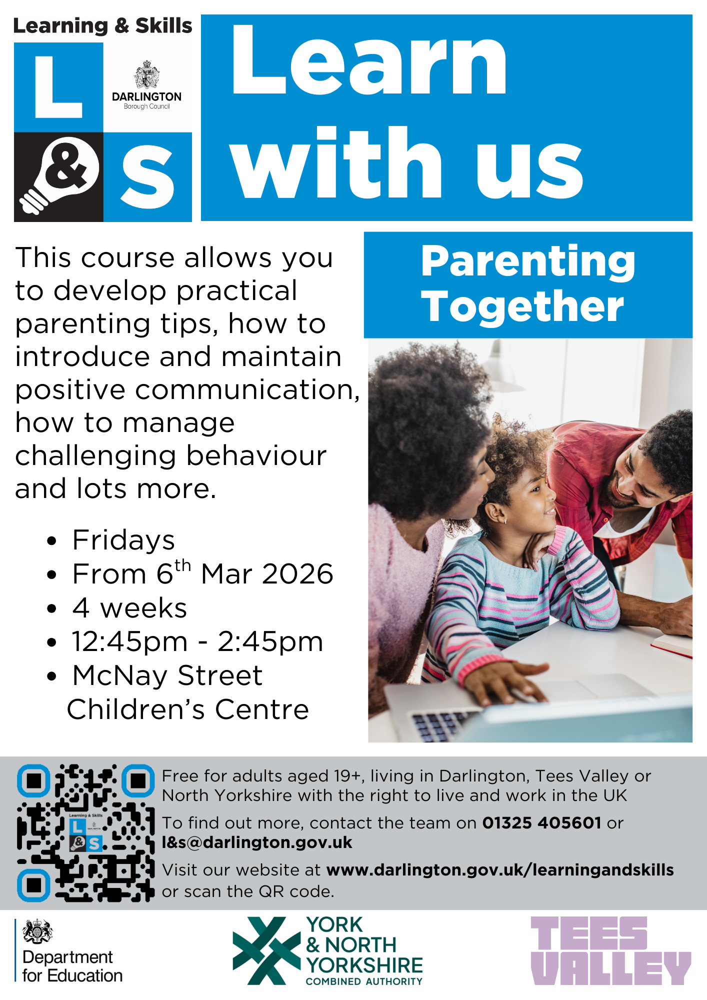 Learning & Skills
L
DARLINGTON
Borough Council
&
S
Learn
with us
This course allows you
to develop practical
parenting tips, how to
introduce and maintain
positive communication,
how to manage
challenging behaviour
and lots more.
• Fridays
• From 6th Mar 2026
• 4 weeks
• 12:45pm - 2:45pm
• McNay Street
Children’s Centre
Parenting
Together
Learning & Skills
L
DARLINGTON
&
S
Free for adults aged 19+, living in Darlington, Tees Valley or
North Yorkshire with the right to live and work in the UK
To find out more, contact the team on 01325 405601 or
l&s@darlington.gov.uk
Visit our website at www.darlington.gov.uk/learningandskills
or scan the QR code.
Department
for Education
YORK
& NORTH
YORKSHIRE
COMBINED AUTHORITY
TEES
VALLEY